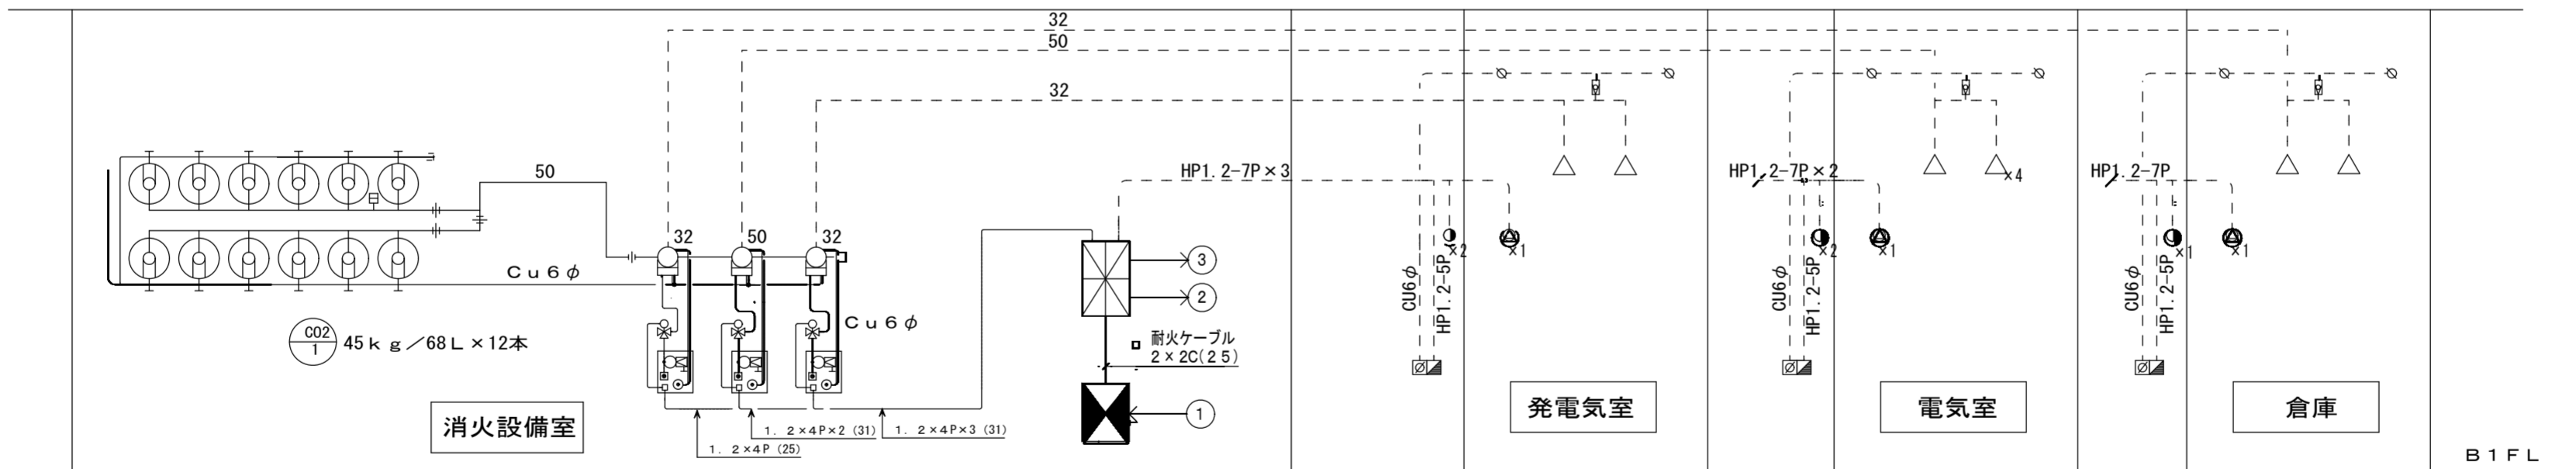 32
50
32
50
HP1.2-7P×3
HP1.2-7P×2
HP1.2-7P
×4
32
50
32
×2
×1
×2
×1
×1
×1
Cu6φ
3
2
CU6φ
HP1.2-5P
CU6φ
HP1.2-5P
CU6φ
HP1.2-5P
Cu6φ
CO2
1
45kg/68L×12本
耐火ケーブル
2×2C(25)
1
消火設備室
発電気室
電気室
倉庫
1.2×4P×2(31)
1.2×4P×3(31)
1.2×4P(25)
B1FL